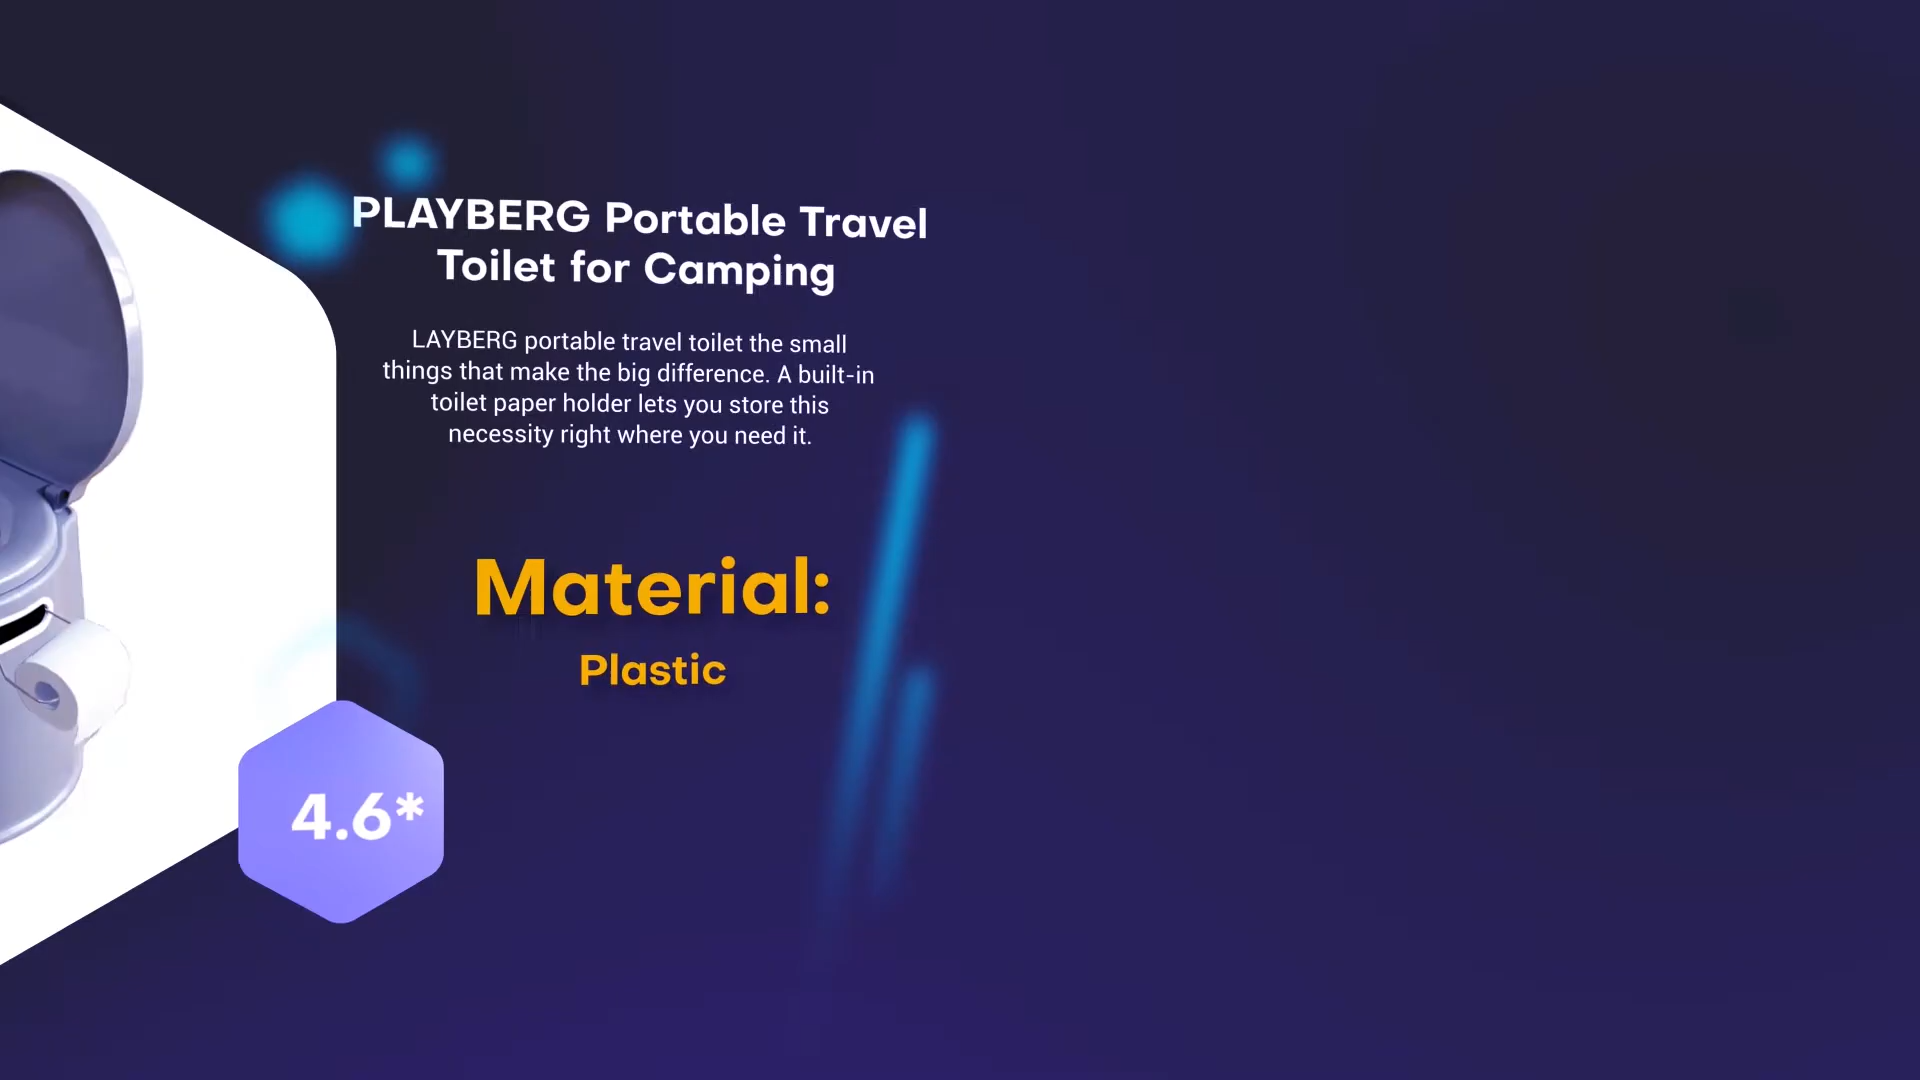 PLAYBERG Portable Travel
Toilet for Camping
LAYBERG portable travel toilet the small
things that make the big difference. A built-in
toilet paper holder lets you store this
necessity right where you need it.
Material:
Plastic
4.6*